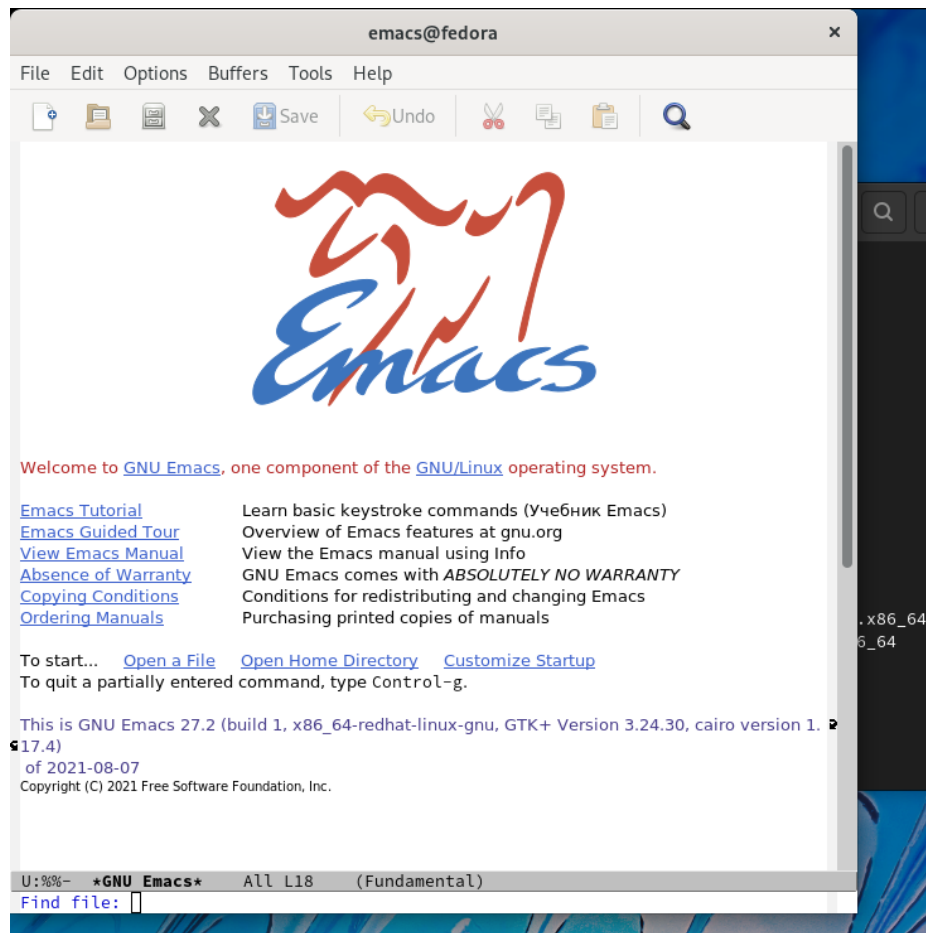 emacs@fedora
File Edit Options Buffers Tools Help
Save Undo
Emacs
Welcome to GNU Emacs, one component of the GNU/Linux operating system.
Emacs Tutorial Learn basic keystroke commands (Учебник Emacs)
Emacs Guided Tour Overview of Emacs features at gnu.org
View Emacs Manual View the Emacs manual using Info
Absence of Warranty GNU Emacs comes with ABSOLUTELY NO WARRANTY
Copying Conditions Conditions for redistributing and changing Emacs
Ordering Manuals Purchasing printed copies of manuals
.x86_64
6_64
To start... Open a File Open Home Directory Customize Startup
To quit a partially entered command, type Control-g.
This is GNU Emacs 27.2 (build 1, x86_64-redhat-linux-gnu, GTK+ Version 3.24.30, cairo version 1.
17.4)
of 2021-08-07
Copyright (C) 2021 Free Software Foundation, Inc.
U:%%- *GNU Emacs* All L18 (Fundamental)
Find file: